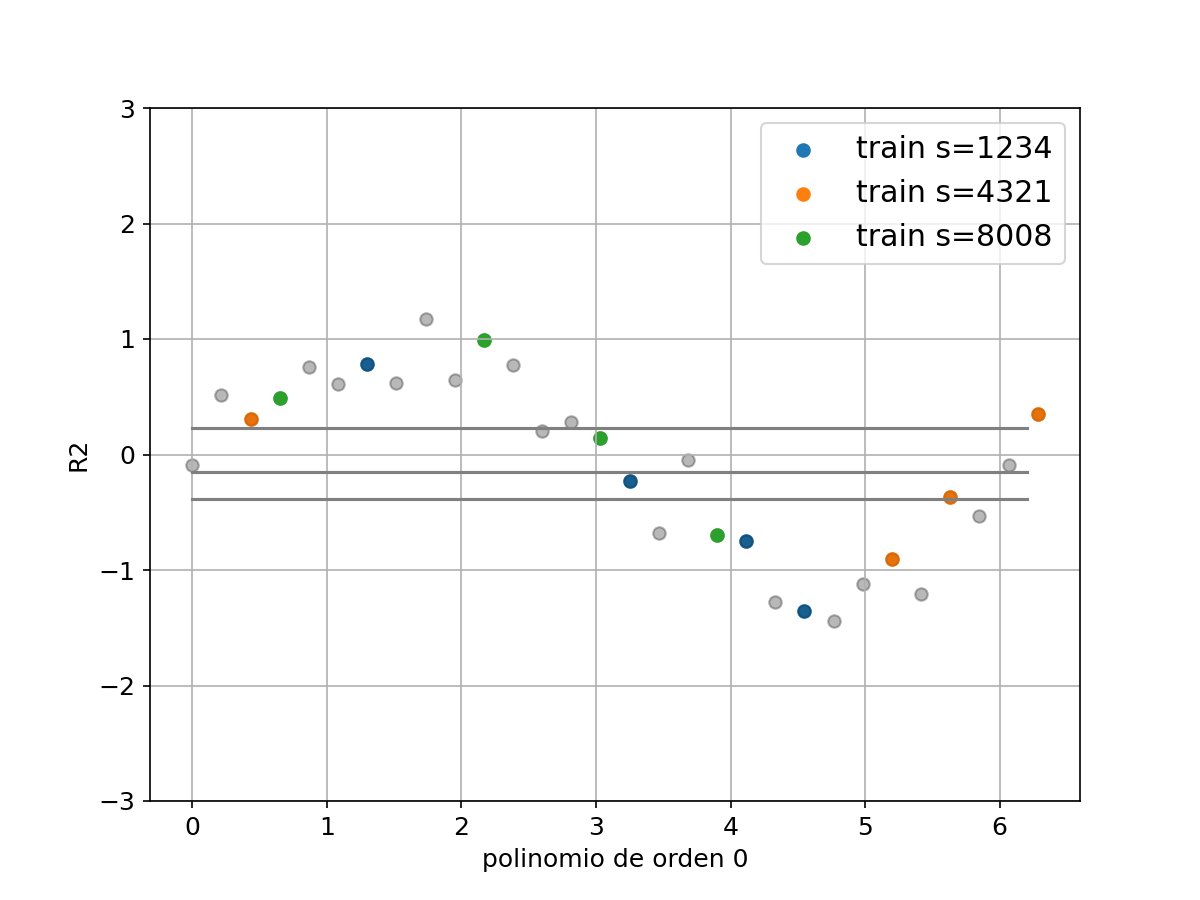 3
2
1
0
−1
−2
−3
R2
train s=1234
train s=4321
train s=8008
0 1 2 3 4 5 6
polinomio de orden 0